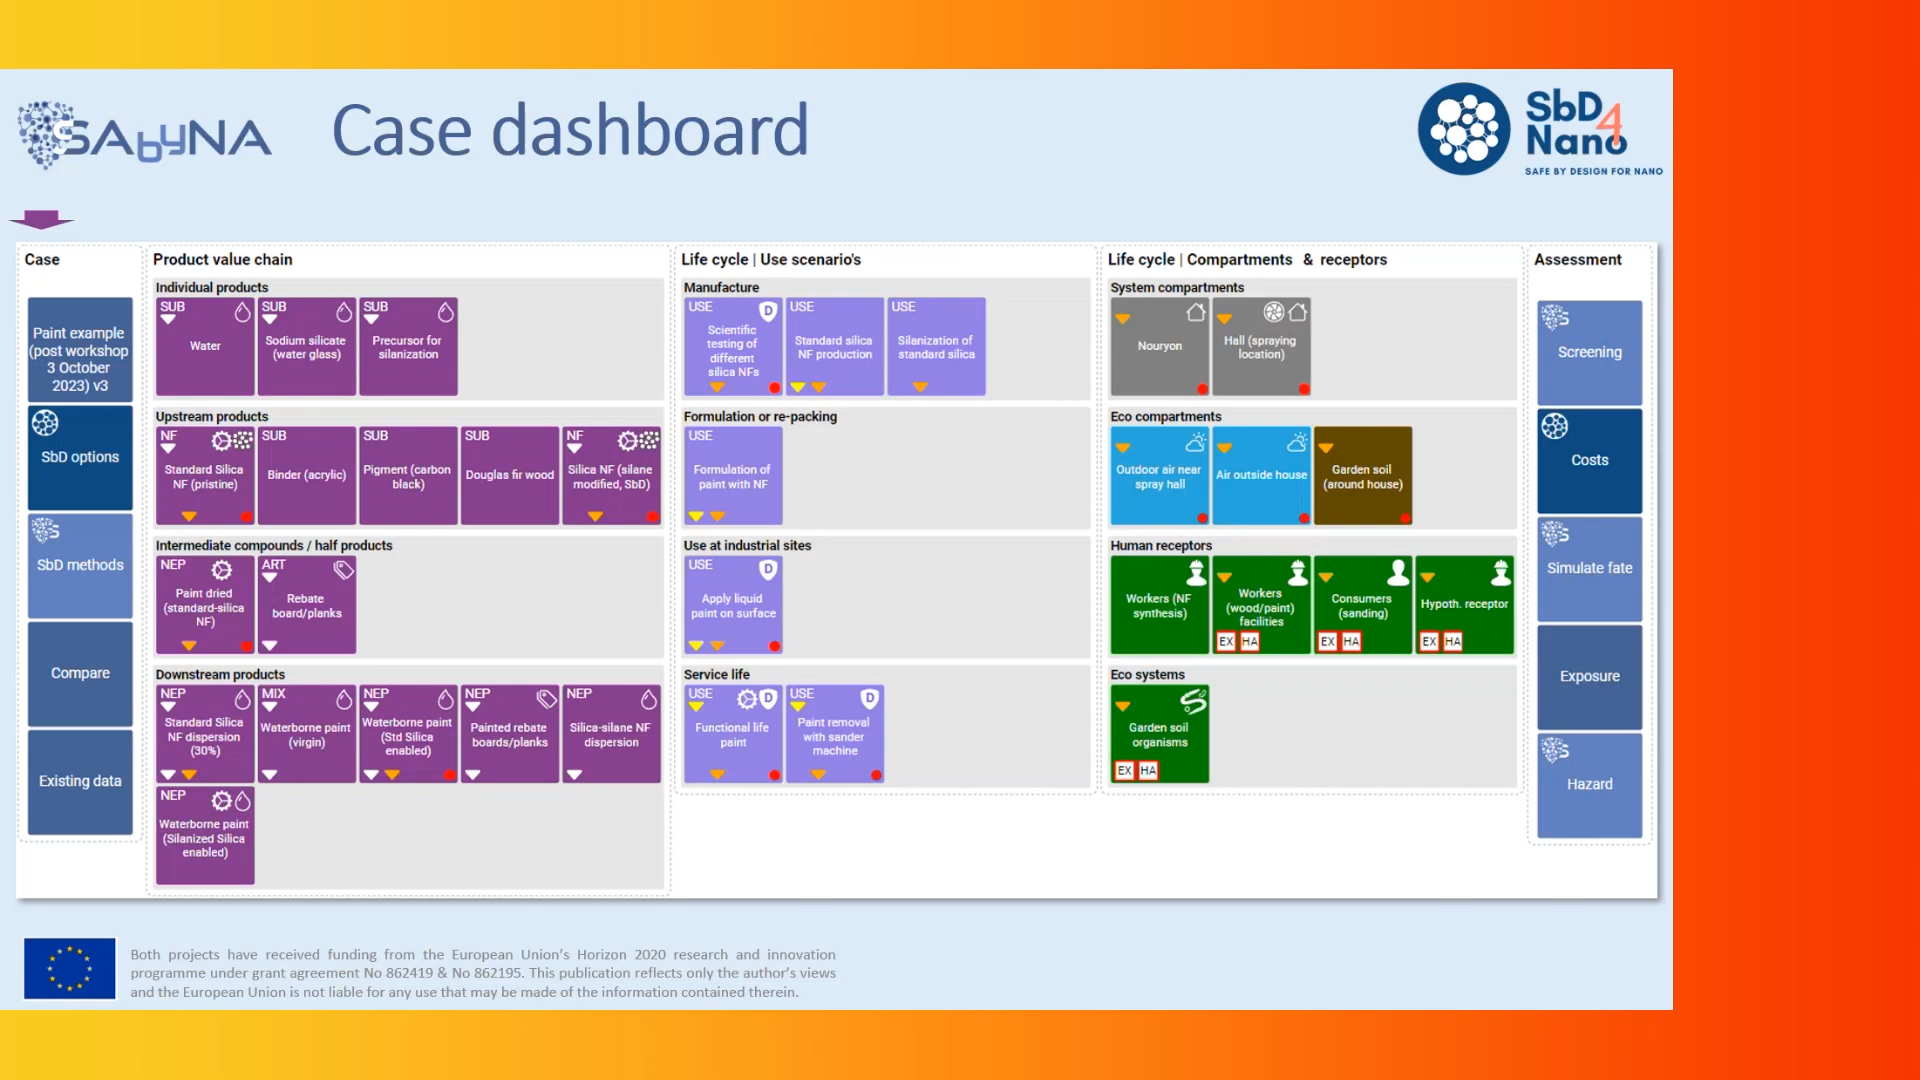 SAbyNA
Case dashboard
SbD
4
Nano
SAFE BY DESIGN FOR NANO
Case
Paint example
(post workshop
3 October
2023) v3
SbD options
SbD methods
Compare
Existing data
Product value chain
Individual products
SUB
Water
SUB
Sodium silicate
(water glass)
SUB
Precursor for
silanization
Upstream products
NF
Standard Silica
NF (pristine)
SUB
Binder (acrylic)
SUB
Pigment (carbon
black)
SUB
Douglas fir wood
NF
Silica NF (silane
modified, SbD)
Intermediate compounds / half products
NEP
Paint dried
(standard-silica
NF)
ART
Rebate
board/planks
Downstream products
NEP
Standard Silica
NF dispersion
(30%)
MIX
Waterborne paint
(virgin)
NEP
Waterborne paint
(Std Silica
enabled)
NEP
Painted rebate
boards/planks
NEP
Silica-silane NF
dispersion
NEP
Waterborne paint
(Silanized Silica
enabled)
Life cycle | Use scenario's
Manufacture
USE
D
Scientific
testing of
different
silica NFs
USE
Standard silica
NF production
USE
Silanization of
standard silica
Formulation or re-packing
USE
Formulation of
paint with NF
Use at industrial sites
USE
D
Apply liquid
paint on surface
Service life
USE
D
Functional life
paint
USE
D
Paint removal
with sander
machine
Life cycle | Compartments & receptors
System compartments
Nouryon
Hall (spraying
location)
Eco compartments
Outdoor air near
spray hall
Air outside house
Garden soil
(around house)
Human receptors
Workers (NF
synthesis)
Workers
(wood/paint)
facilities
EX HA
Consumers
(sanding)
EX HA
Hypoth. receptor
EX HA
Eco systems
Garden soil
organisms
EX HA
Assessment
Screening
Costs
Simulate fate
Exposure
Hazard
Both projects have received funding from the European Union's Horizon 2020 research and innovation
programme under grant agreement No 862419 & No 862195. This publication reflects only the author's views
and the European Union is not liable for any use that may be made of the information contained therein.